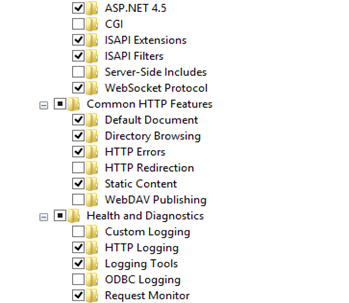 ASP.NET 4.5
CGI
ISAPI Extensions
ISAPI Filters
Server-Side Includes
WebSocket Protocol
Common HTTP Features
Default Document
Directory Browsing
HTTP Errors
HTTP Redirection
Static Content
WebDAV Publishing
Health and Diagnostics
Custom Logging
HTTP Logging
Logging Tools
ODBC Logging
Request Monitor